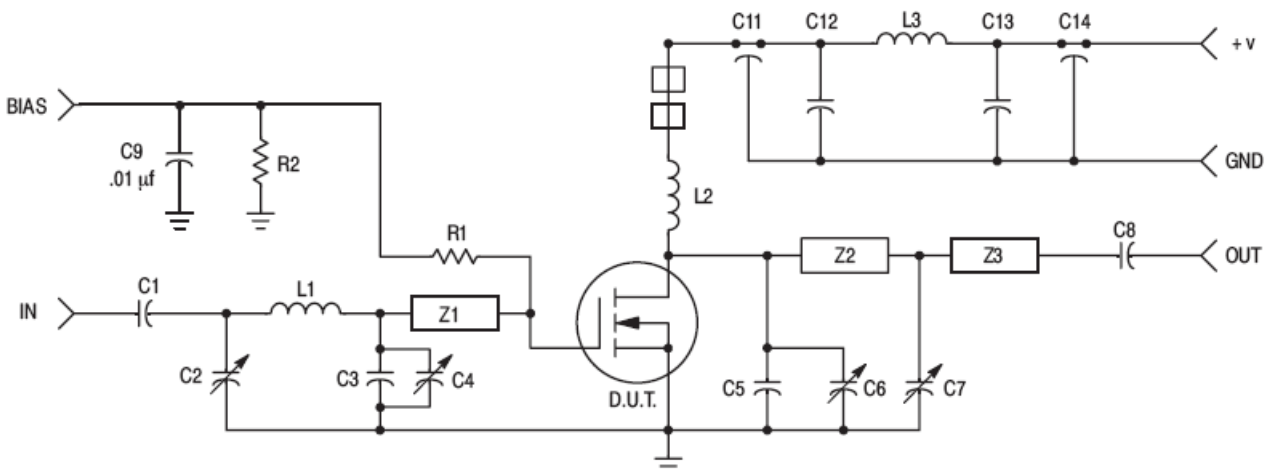 C11
C12
L3
C13
C14
+V
BIAS
C9
.01 µf
R2
GND
L2
R1
C8
Z2
Z3
OUT
C1
L1
IN
Z1
C2
C3
C4
D.U.T.
C5
C6
C7